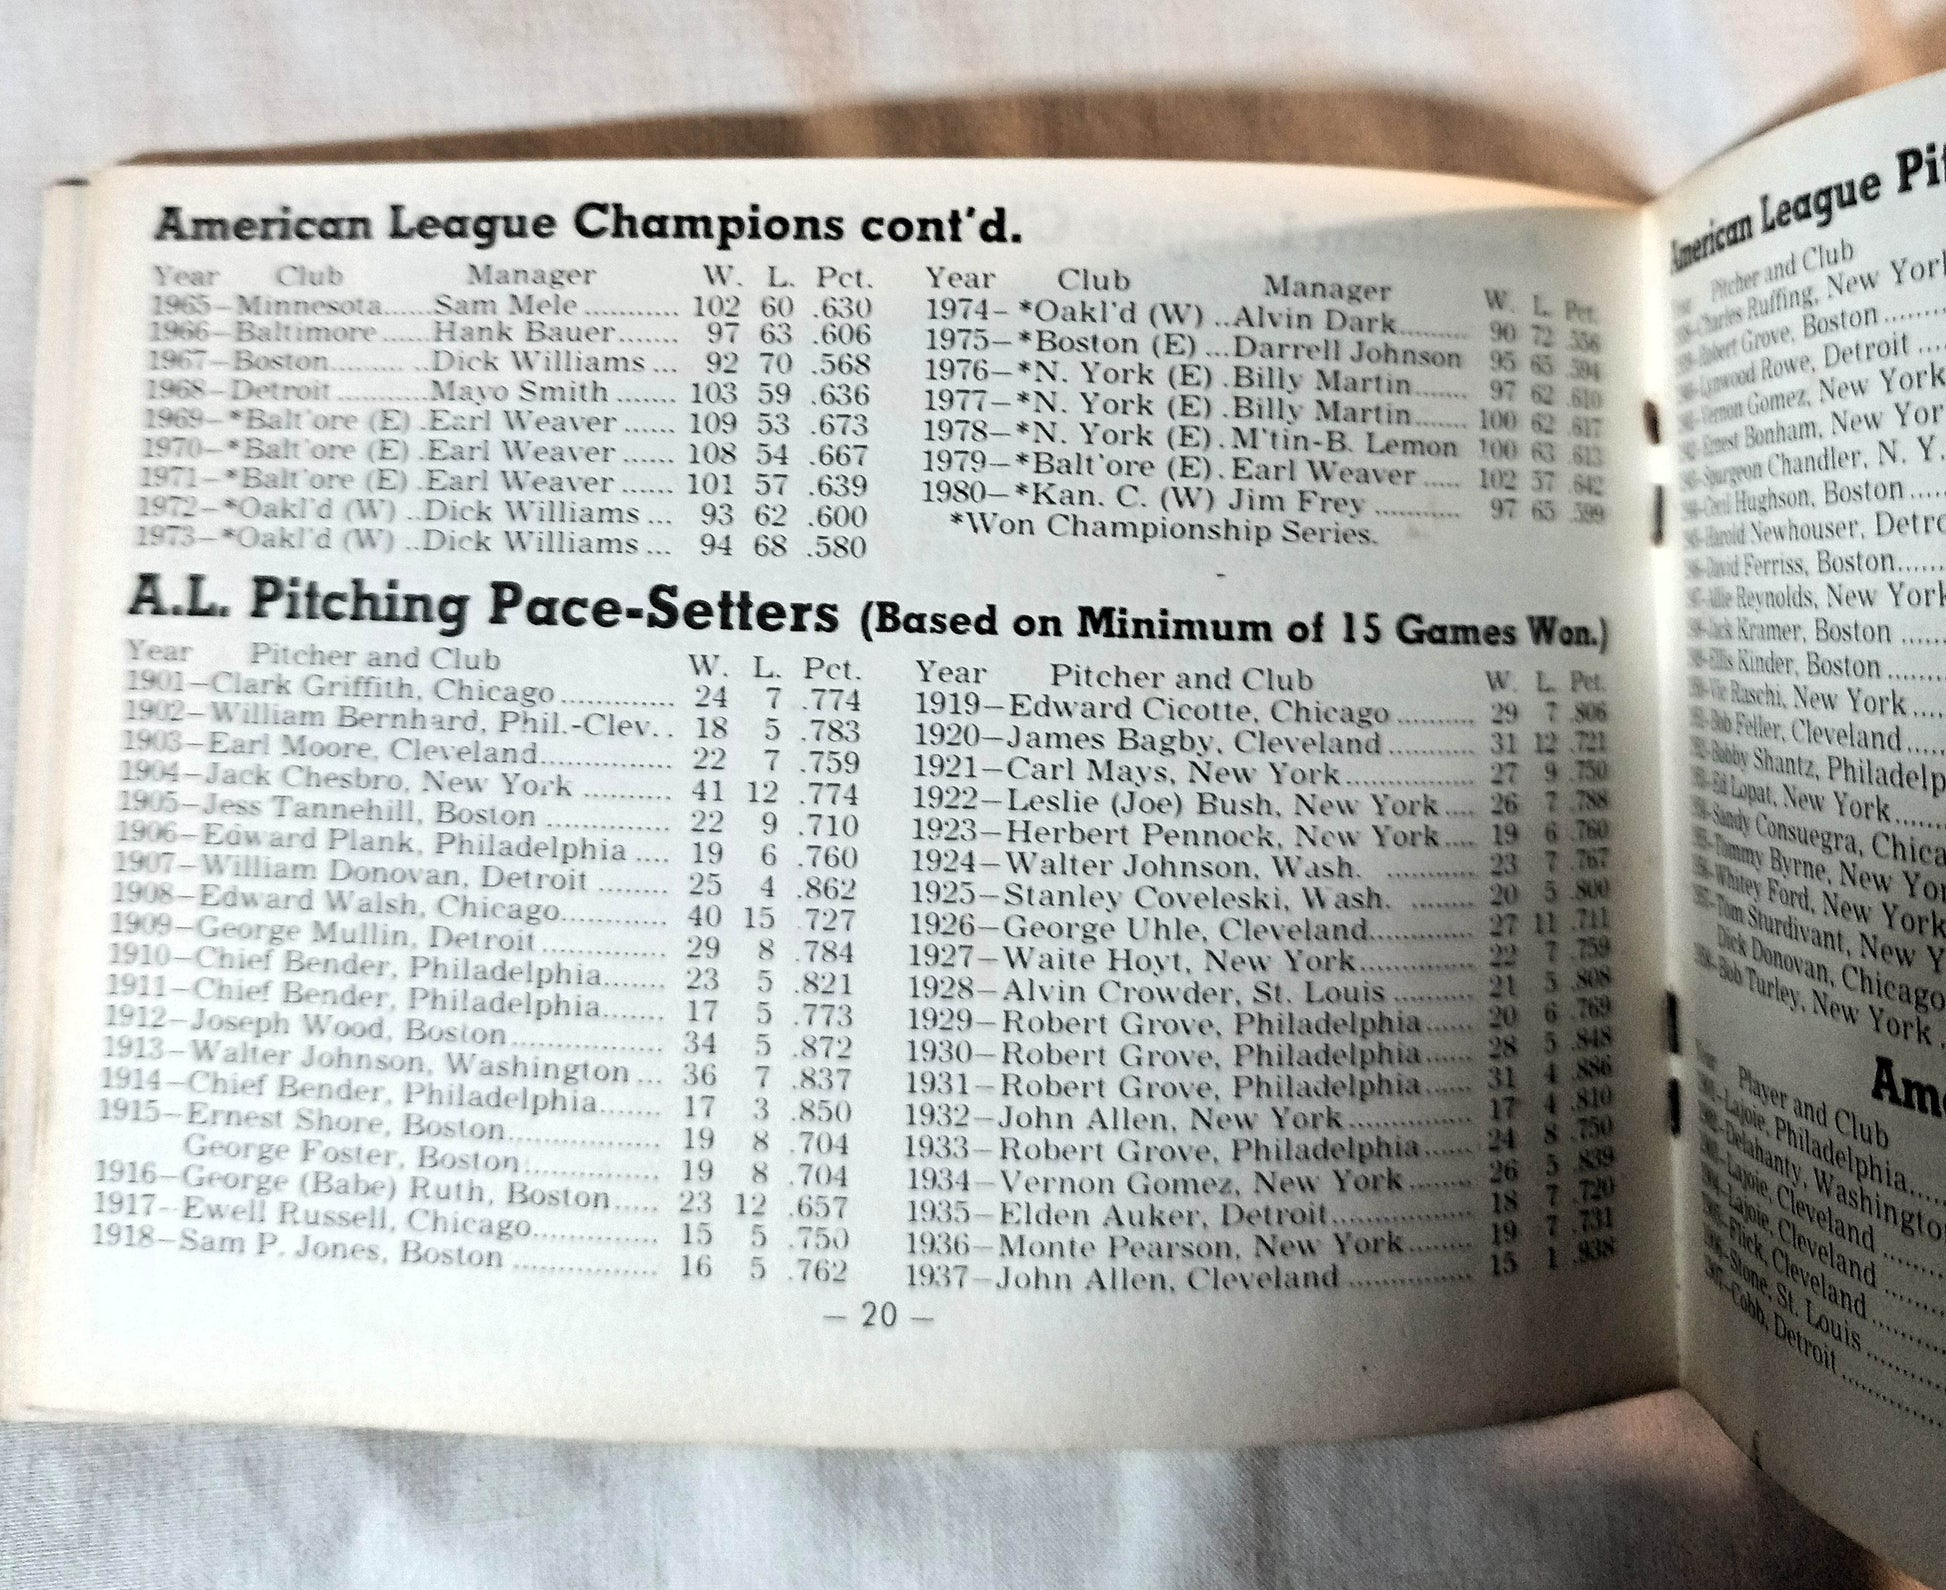 American League Champions cont'd.
Year Club Manager W. L. Pct.
1965—Minnesota......Sam Mele ............ 102 60 .630
1966—Baltimore ......Hank Bauer....... 97 63 .606
1967—Boston.......... ..Dick Williams ... 92 70 .568
1968—Detroit ............Mayo Smith ....... 103 59 .636
1969—*Balt'ore (E) .Earl Weaver ...... 109 53 .673
1970—*Balt'ore (E) .Earl Weaver ...... 108 54 .667
1971—*Balt'ore (E) .Earl Weaver ...... 101 57 .639
1972—*Oakl'd (W) ..Dick Williams ... 93 62 .600
1973—*Oakl'd (W) ..Dick Williams ... 94 68 .580
Year Club Manager W. L. Pct.
1974— *Oakl'd (W) ..Alvin Dark......... 90 72 .556
1975—*Boston (E) ...Darrell Johnson 95 65 .594
1976—*N. York (E) .Billy Martin....... 97 62 .610
1977—*N. York (E) .Billy Martin....... 100 62 .617
1978—*N. York (E). M'tin-B. Lemon 100 63 .613
1979—*Balt'ore (E). Earl Weaver ..... 102 57 .642
1980—*Kan. C. (W) Jim Frey ............ 97 65 .599
*Won Championship Series.
A.L. Pitching Pace-Setters (Based on Minimum of 15 Games Won.)
Year Pitcher and Club W. L. Pct.
1901—Clark Griffith, Chicago ............. 24 7 .774
1902—William Bernhard, Phil.-Clev. . 18 5 .783
1903—Earl Moore, Cleveland............... 22 7 .759
1904—Jack Chesbro, New York .......... 41 12 .774
1905—Jess Tannehill, Boston .............. 22 9 .710
1906—Edward Plank, Philadelphia .... 19 6 .760
1907—William Donovan, Detroit ........ 25 4 .862
1908—Edward Walsh, Chicago............ 40 15 .727
1909—George Mullin, Detroit .............. 29 8 .784
1910—Chief Bender, Philadelphia....... 23 5 .821
1911—Chief Bender, Philadelphia....... 17 5 .773
1912—Joseph Wood, Boston................. 34 5 .872
1913—Walter Johnson, Washington ... 36 7 .837
1914—Chief Bender, Philadelphia....... 17 3 .850
1915—Ernest Shore, Boston................. 19 8 .704
George Foster, Boston ............... 19 8 .704
1916—George (Babe) Ruth, Boston..... 23 12 .657
1917—Ewell Russell, Chicago.............. 15 5 .750
1918—Sam P. Jones, Boston ................ 16 5 .762
Year Pitcher and Club W. L. Pct.
1919—Edward Cicotte, Chicago .......... 29 7 .806
1920—James Bagby, Cleveland ........... 31 12 .721
1921—Carl Mays, New York................ 27 9 .750
1922—Leslie (Joe) Bush, New York .... 26 7 .788
1923—Herbert Pennock, New York.... 19 6 .760
1924—Walter Johnson, Wash. ........... 23 7 .767
1925—Stanley Coveleski, Wash. ........ 20 5 .800
1926—George Uhle, Cleveland............. 27 11 .711
1927—Waite Hoyt, New York.............. 22 7 .759
1928—Alvin Crowder, St. Louis .......... 21 5 .808
1929—Robert Grove, Philadelphia...... 20 6 .769
1930—Robert Grove, Philadelphia...... 28 5 .848
1931—Robert Grove, Philadelphia...... 31 4 .886
1932—John Allen, New York............... 17 4 .810
1933—Robert Grove, Philadelphia...... 24 8 .750
1934—Vernon Gomez, New York........ 26 5 .839
1935—Elden Auker, Detroit................. 18 7 .720
1936—Monte Pearson, New York........ 19 7 .731
1937—John Allen, Cleveland ............... 15 1 .938
— 20 —
American League Pit
Pitcher and Club
Charles Ruffing, New York
Robert Grove, Boston ........
Lynwood Rowe, Detroit ....
Vernon Gomez, New York
Ernest Bonham, New Yor
Spurgeon Chandler, N. Y.
Cecil Hughson, Boston .....
Harold Newhouser, Detro
David Ferriss, Boston.......
Allie Reynolds, New York
Jack Kramer, Boston ......
Ellis Kinder, Boston ........
Vic Raschi, New York ....
Bob Feller, Cleveland .....
Bobby Shantz, Philadelp
Ed Lopat, New York.......
Sandy Consuegra, Chica
Tommy Byrne, New Yor
Whitey Ford, New York
Tom Sturdivant, New Y
Dick Donovan, Chicago
Bob Turley, New York .
Ame
Year Player and Club
Lajoie, Philadelphia.....
Delahanty, Washington
Lajoie, Cleveland
Lajoie, Cleveland ........
Flick, Cleveland ........
Stone, St. Louis ........
Cobb, Detroit ............